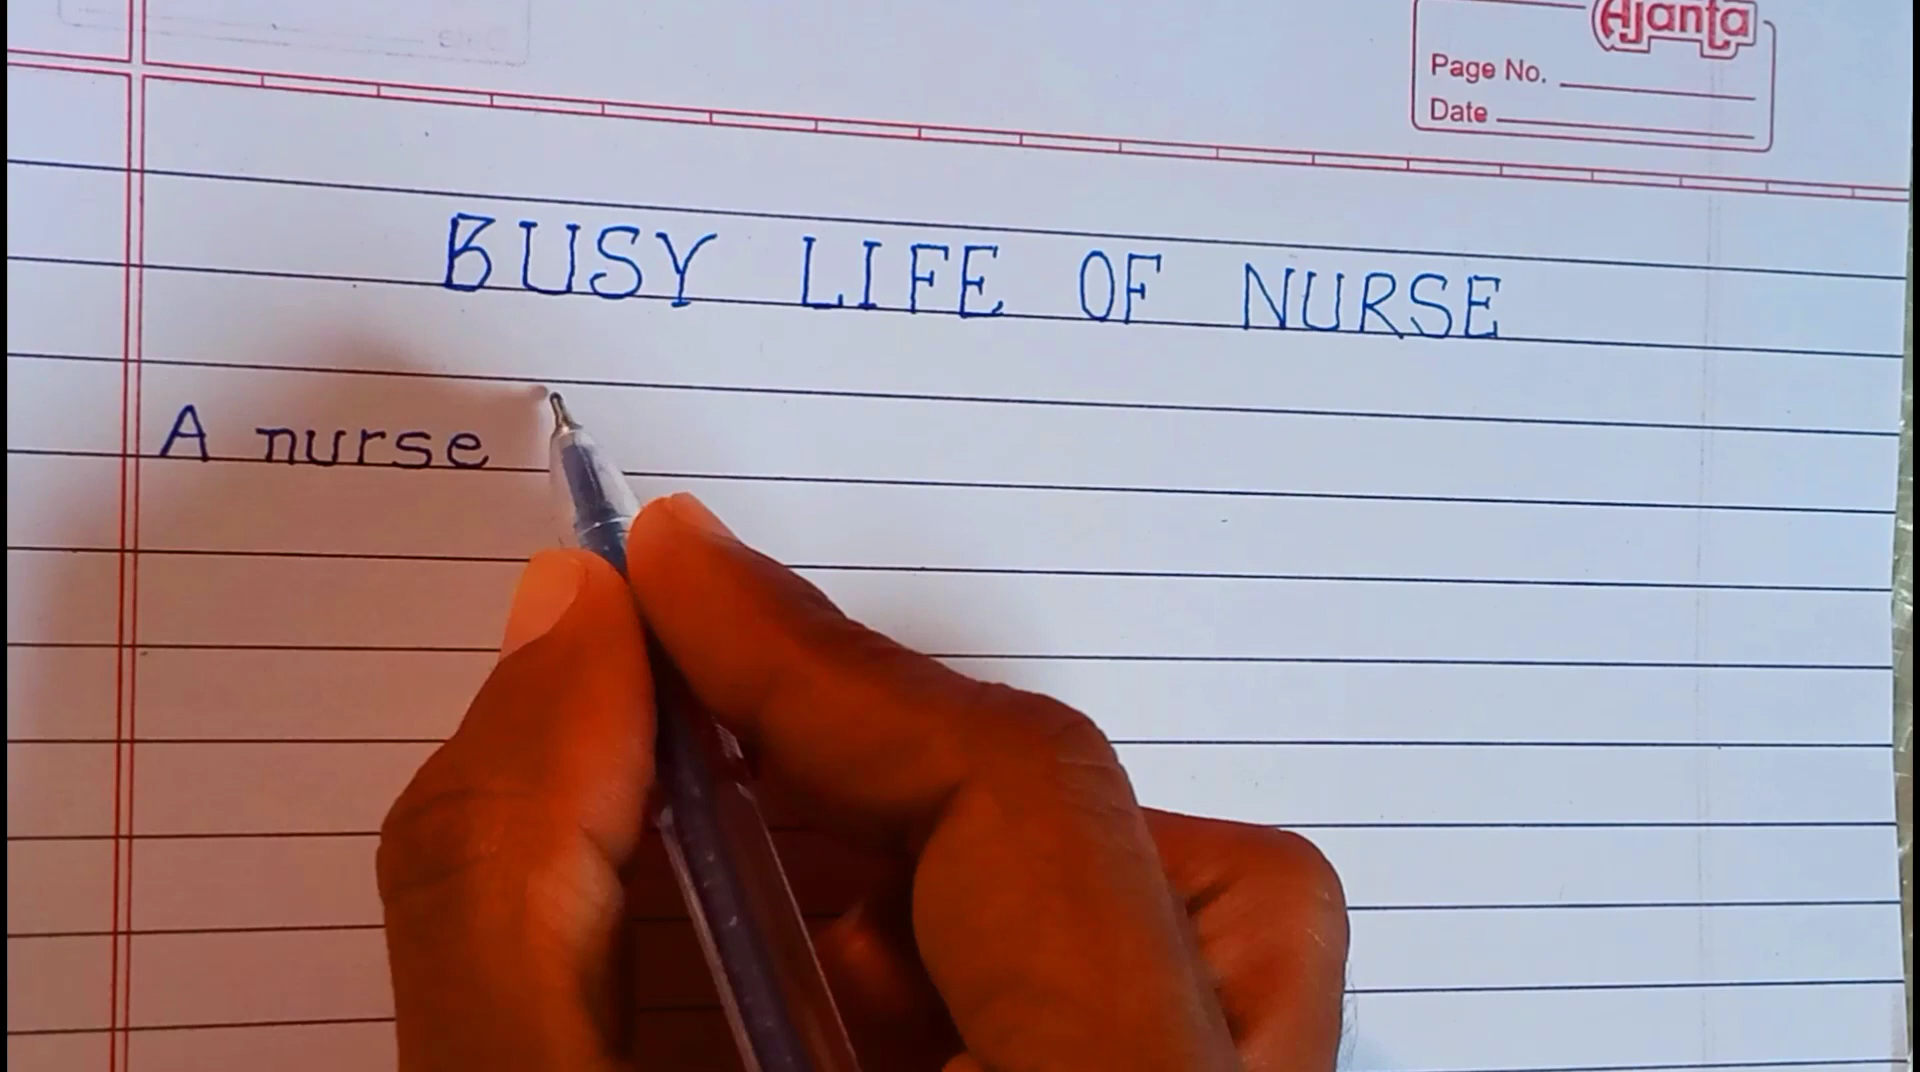 Ajanta
Page No.
Date
BUSY LIFE OF NURSE
A nurse